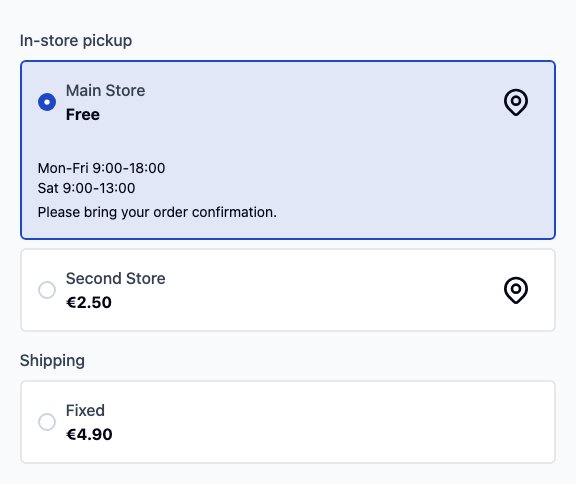 In-store pickup
Main Store
Free
Mon-Fri 9:00-18:00
Sat 9:00-13:00
Please bring your order confirmation.
Second Store
€2.50
Shipping
Fixed
€4.90